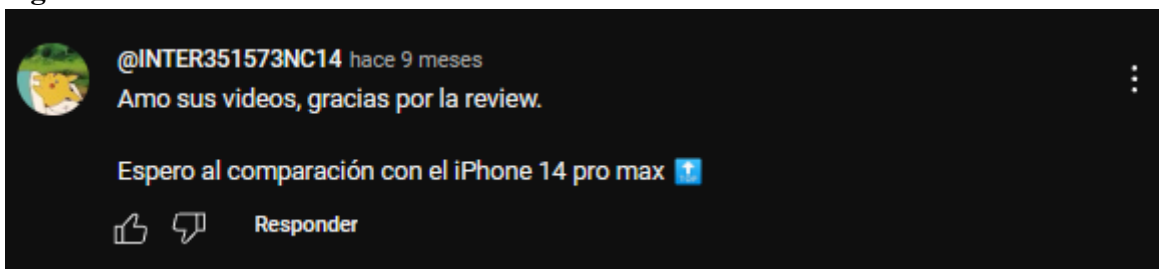 @INTER351573NC14 hace 9 meses
Amo sus videos, gracias por la review.
Espero al comparación con el iPhone 14 pro max 🔝
Responder